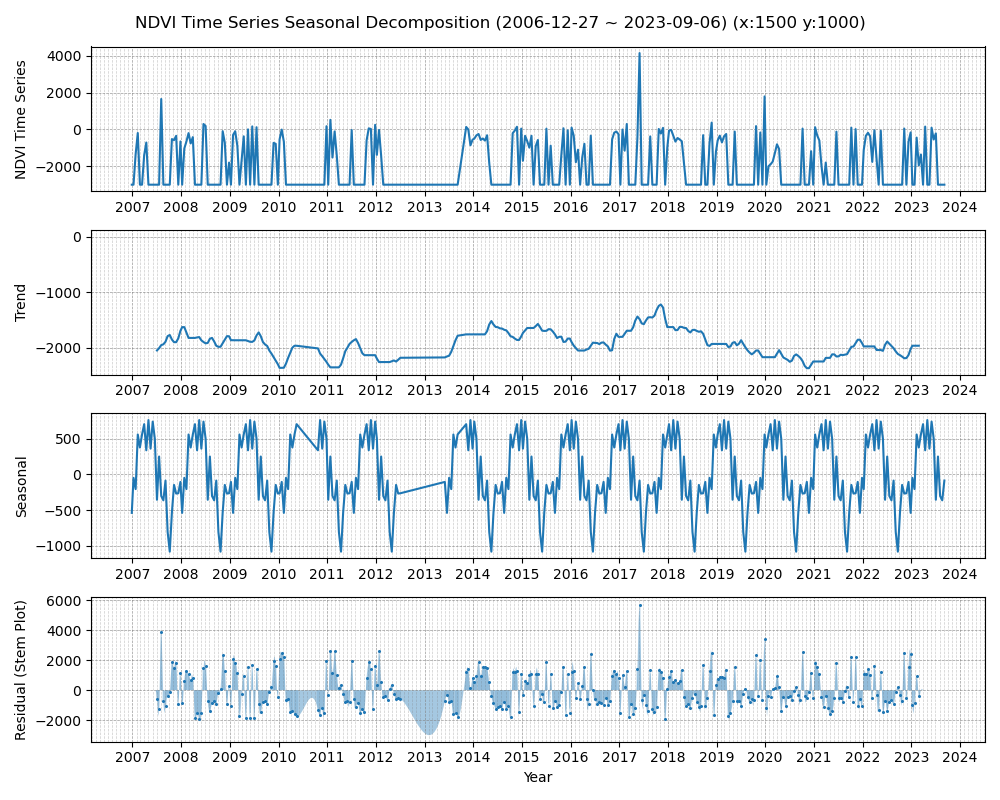 NDVI Time Series Seasonal Decomposition (2006-12-27 ~ 2023-09-06) (x:1500 y:1000)
NDVI Time Series
4000
2000
0
−2000
2007 2008 2009 2010 2011 2012 2013 2014 2015 2016 2017 2018 2019 2020 2021 2022 2023 2024
Trend
0
−1000
−2000
2007 2008 2009 2010 2011 2012 2013 2014 2015 2016 2017 2018 2019 2020 2021 2022 2023 2024
Seasonal
500
0
−500
−1000
2007 2008 2009 2010 2011 2012 2013 2014 2015 2016 2017 2018 2019 2020 2021 2022 2023 2024
Residual (Stem Plot)
6000
4000
2000
0
−2000
2007 2008 2009 2010 2011 2012 2013 2014 2015 2016 2017 2018 2019 2020 2021 2022 2023 2024
Year